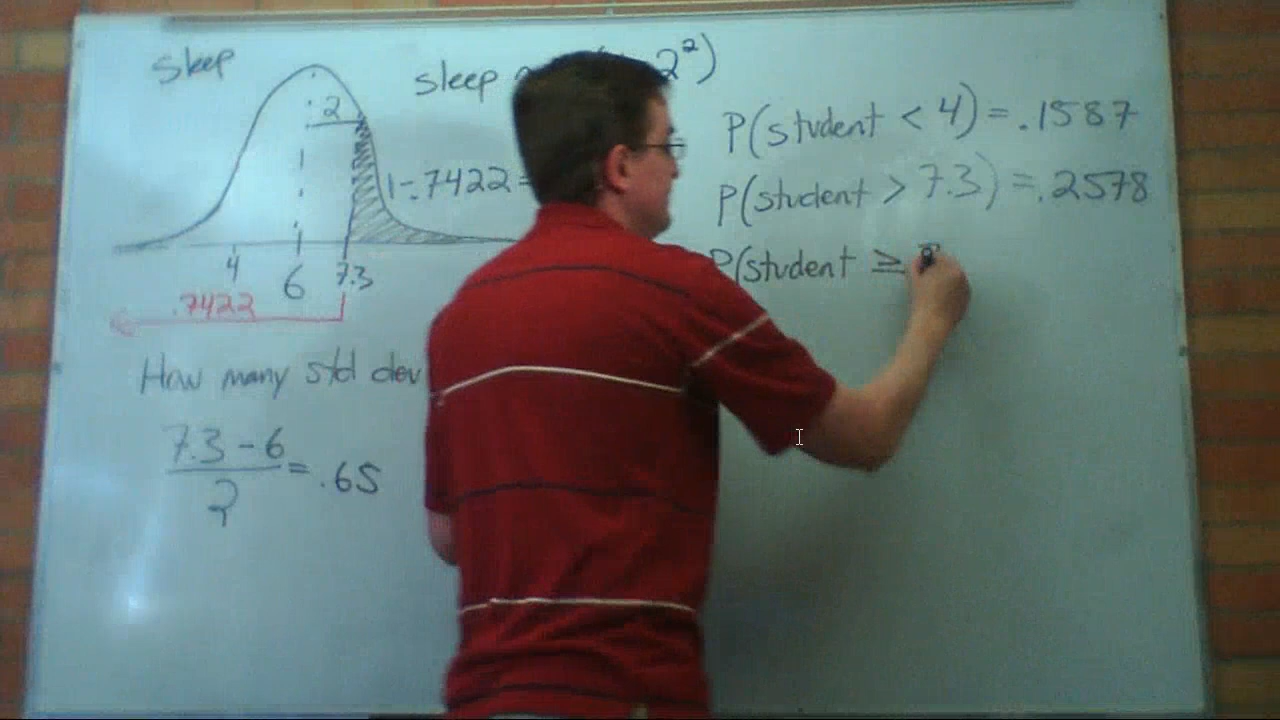 sleep
sleep 2²)
2
1-.7422=
4 6 7.3
.7422
How many std dev
7.3-6
2
= .65
P(student < 4) = .1587
P(student > 7.3) = .2578
P(student ≥